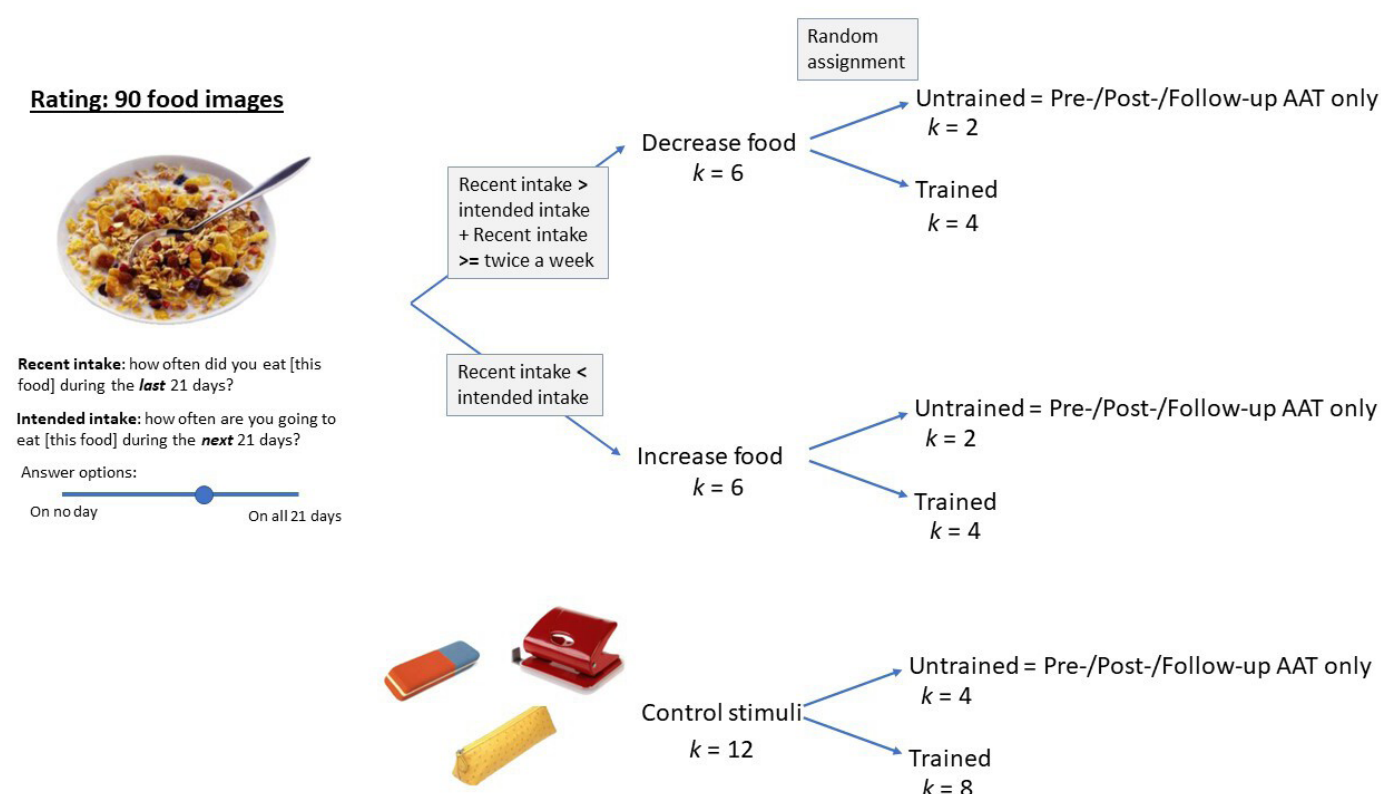 Rating: 90 food images
Recent intake: how often did you eat [this
food] during the last 21 days?
Intended intake: how often are you going to
eat [this food] during the next 21 days?
Answer options:
On no day
On all 21 days
Recent intake >
intended intake
+ Recent intake
>= twice a week
Recent intake <
intended intake
Decrease food
k = 6
Increase food
k = 6
Random
assignment
Untrained = Pre-/Post-/Follow-up AAT only
k = 2
Trained
k = 4
Untrained = Pre-/Post-/Follow-up AAT only
k = 2
Trained
k = 4
Control stimuli
k = 12
Untrained = Pre-/Post-/Follow-up AAT only
k = 4
Trained
k = 8